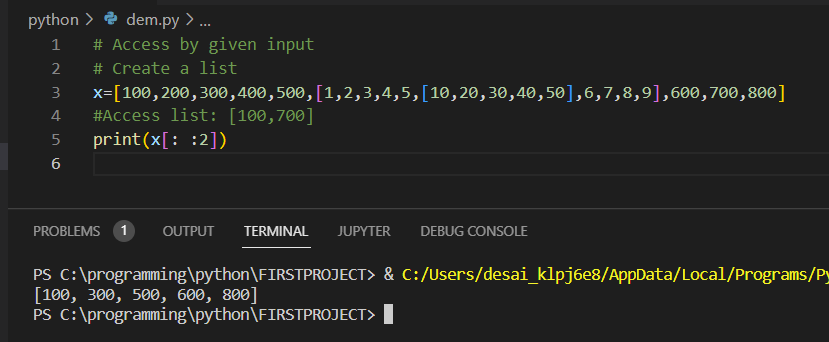 python > dem.py > ...
1 # Access by given input
2 # Create a list
3 x=[100,200,300,400,500,[1,2,3,4,5,[10,20,30,40,50],6,7,8,9],600,700,800]
4 #Access list: [100,700]
5 print(x[: :2])
6
PROBLEMS 1 OUTPUT TERMINAL JUPYTER DEBUG CONSOLE
PS C:\programming\python\FIRSTPROJECT> & C:/Users/desai_klpj6e8/AppData/Local/Programs/Py
[100, 300, 500, 600, 800]
PS C:\programming\python\FIRSTPROJECT>